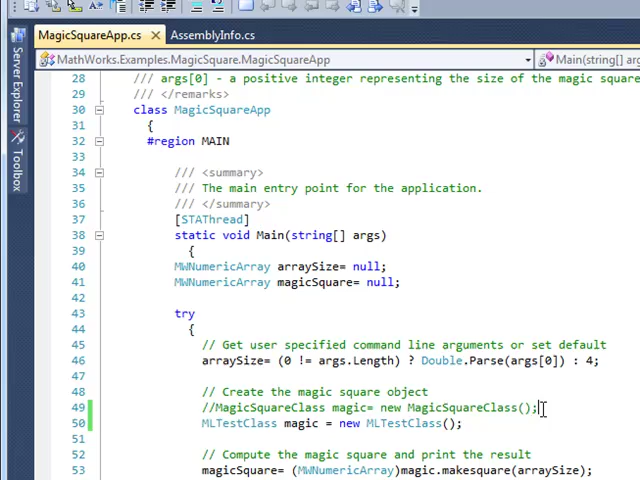 MagicSquareApp.cs AssemblyInfo.cs
MathWorks.Examples.MagicSquare.MagicSquareApp Main(string[] args)
Server Explorer
Toolbox
28 /// args[0] - a positive integer representing the size of the magic square
29 /// </remarks>
30 class MagicSquareApp
31 {
32 #region MAIN
33
34 /// <summary>
35 /// The main entry point for the application.
36 /// </summary>
37 [STAThread]
38 static void Main(string[] args)
39 {
40 MWNumericArray arraySize= null;
41 MWNumericArray magicSquare= null;
42
43 try
44 {
45 // Get user specified command line arguments or set default
46 arraySize= (0 != args.Length) ? Double.Parse(args[0]) : 4;
47
48 // Create the magic square object
49 //MagicSquareClass magic= new MagicSquareClass();
50 MLTestClass magic = new MLTestClass();
51
52 // Compute the magic square and print the result
53 magicSquare= (MWNumericArray)magic.makesquare(arraySize);